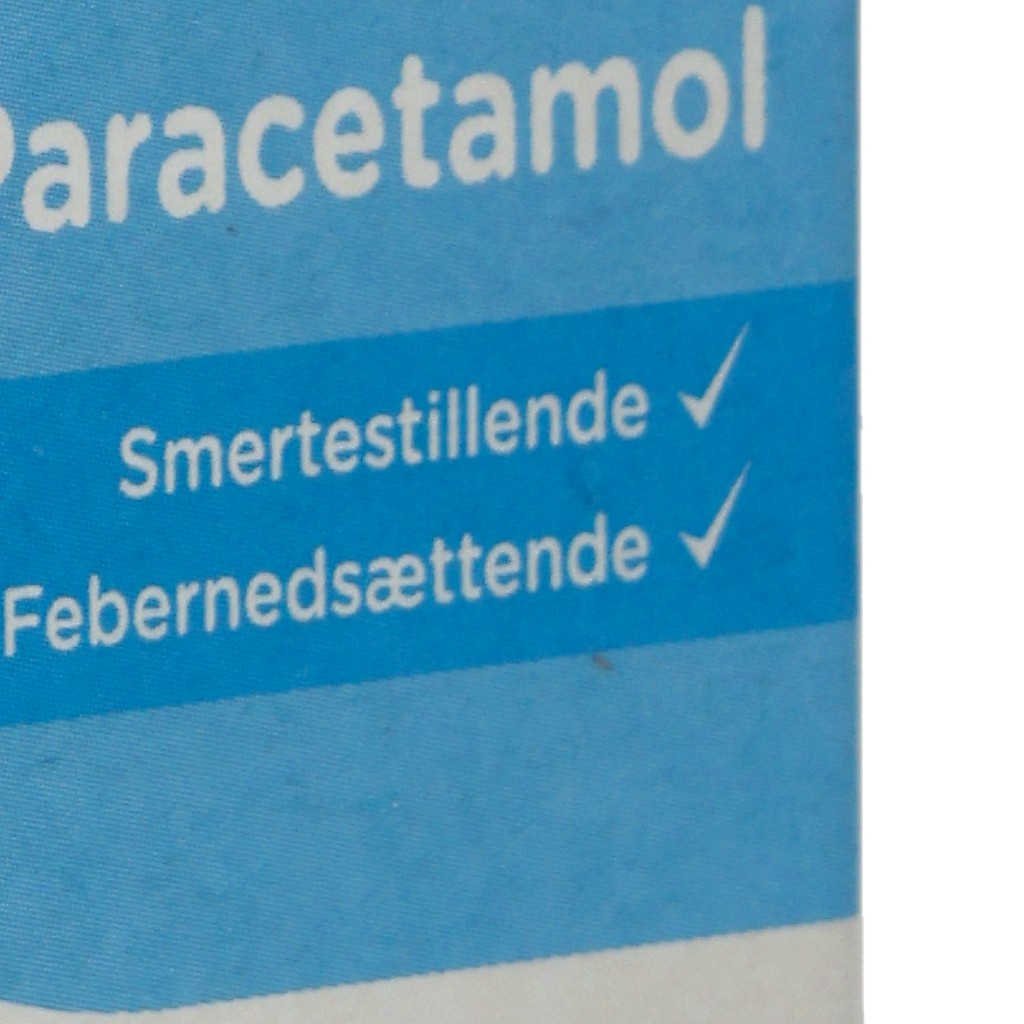 Paracetamol
Smertestillende ✓
Febernedsættende ✓